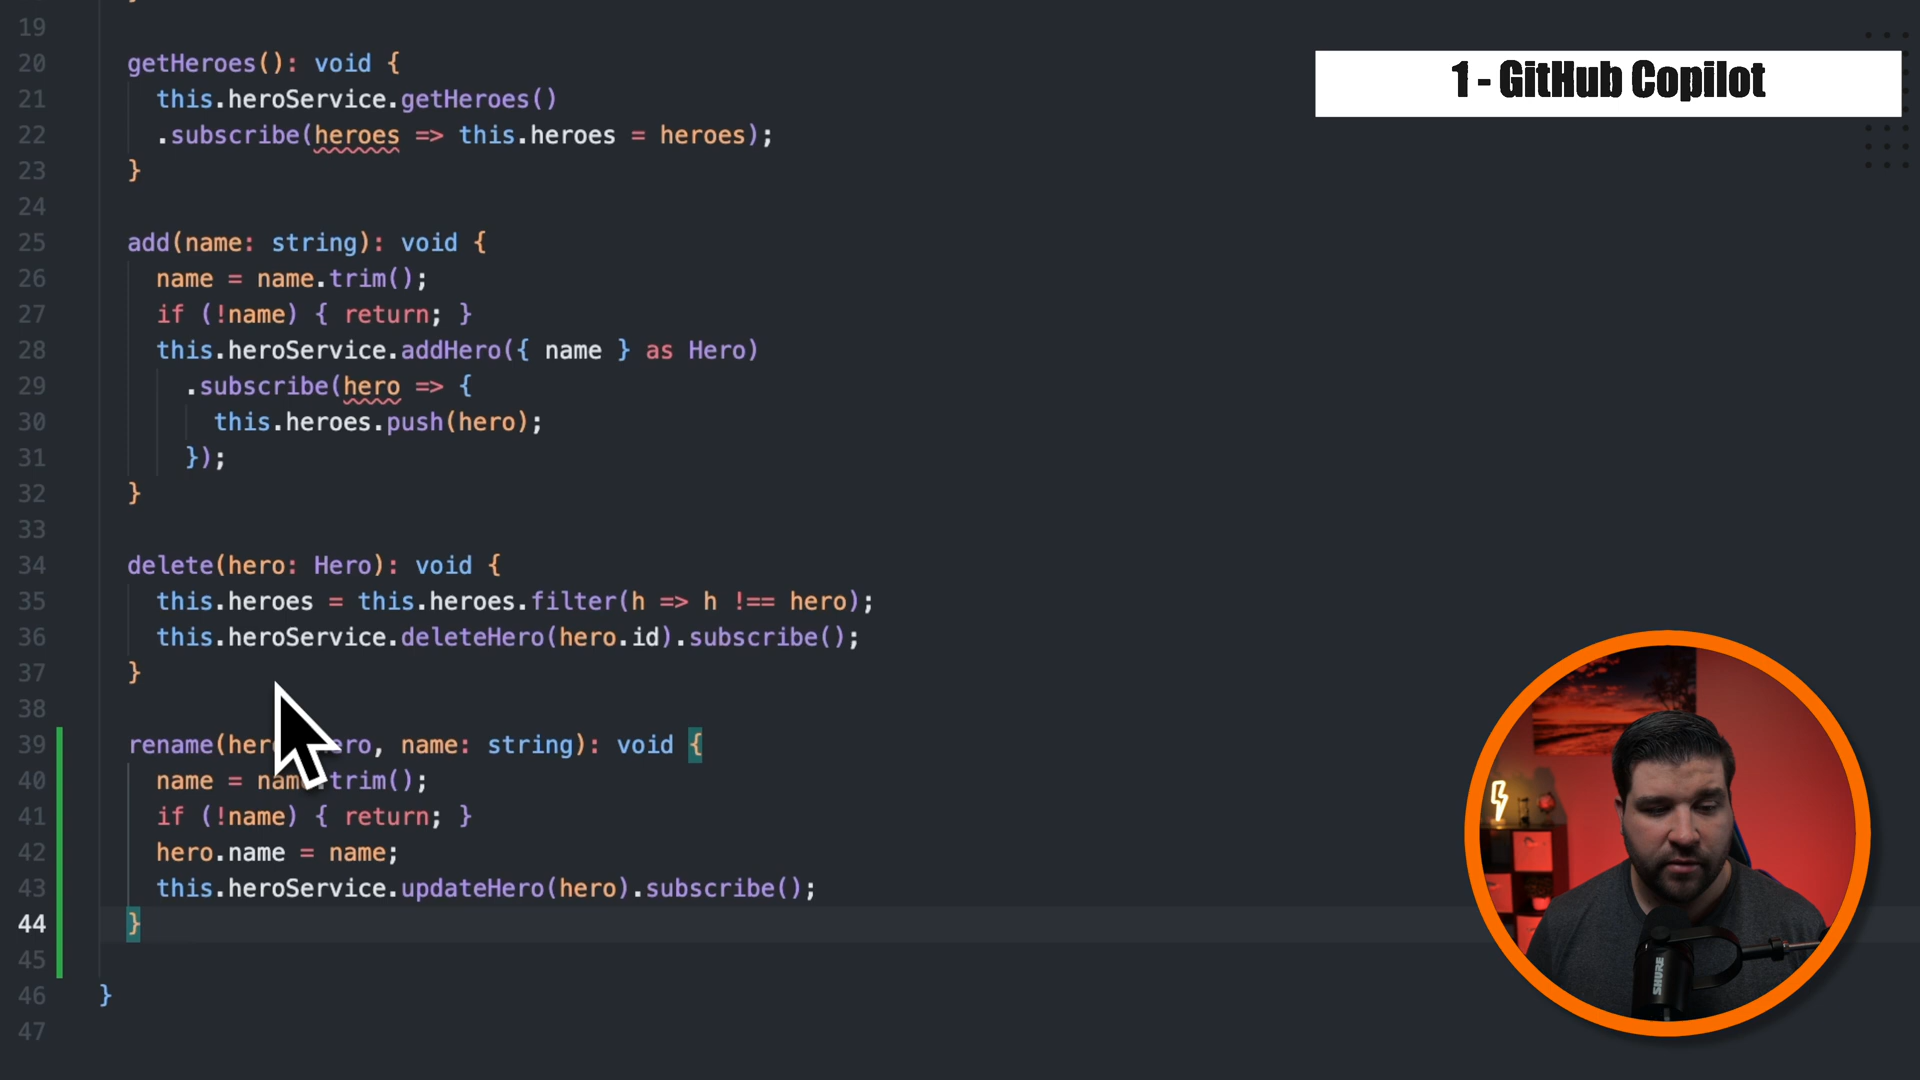 19
20 getHeroes(): void {
1 - GitHub Copilot
21 this.heroService.getHeroes()
22 .subscribe(heroes => this.heroes = heroes);
23 }
24
25 add(name: string): void {
26 name = name.trim();
27 if (!name) { return; }
28 this.heroService.addHero({ name } as Hero)
29 .subscribe(hero => {
30 this.heroes.push(hero);
31 });
32 }
33
34 delete(hero: Hero): void {
35 this.heroes = this.heroes.filter(h => h !== hero);
36 this.heroService.deleteHero(hero.id).subscribe();
37 }
38
39 rename( name: string): void {
40 name = trim();
41 if (!name) { return; }
42 hero.name = name;
43 this.heroService.updateHero(hero).subscribe();
44 }
45
46 }
47
SHURE